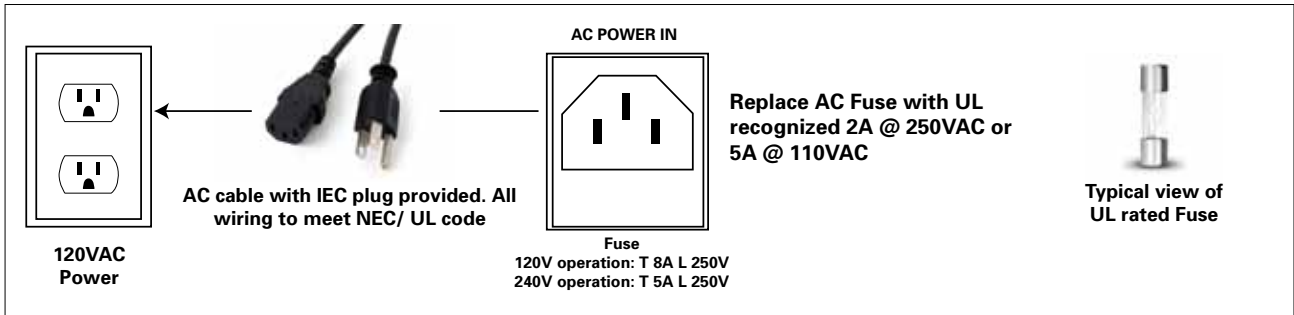 AC POWER IN
Replace AC Fuse with UL
recognized 2A @ 250VAC or
5A @ 110VAC
AC cable with IEC plug provided. All
wiring to meet NEC/ UL code
Typical view of
UL rated Fuse
120VAC
Power
Fuse
120V operation: T 8A L 250V
240V operation: T 5A L 250V